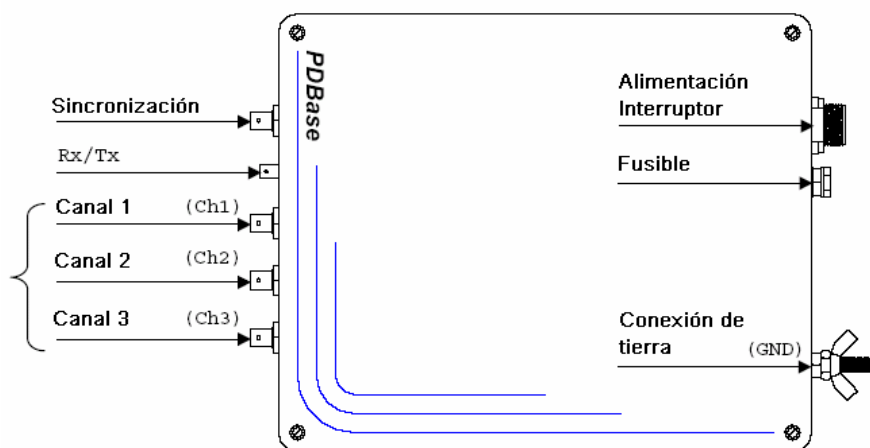 PDBase
Sincronización
Rx/Tx
Canal 1 (Ch1)
Canal 2 (Ch2)
Canal 3 (Ch3)
Alimentación
Interruptor
Fusible
Conexión de
tierra (GND)